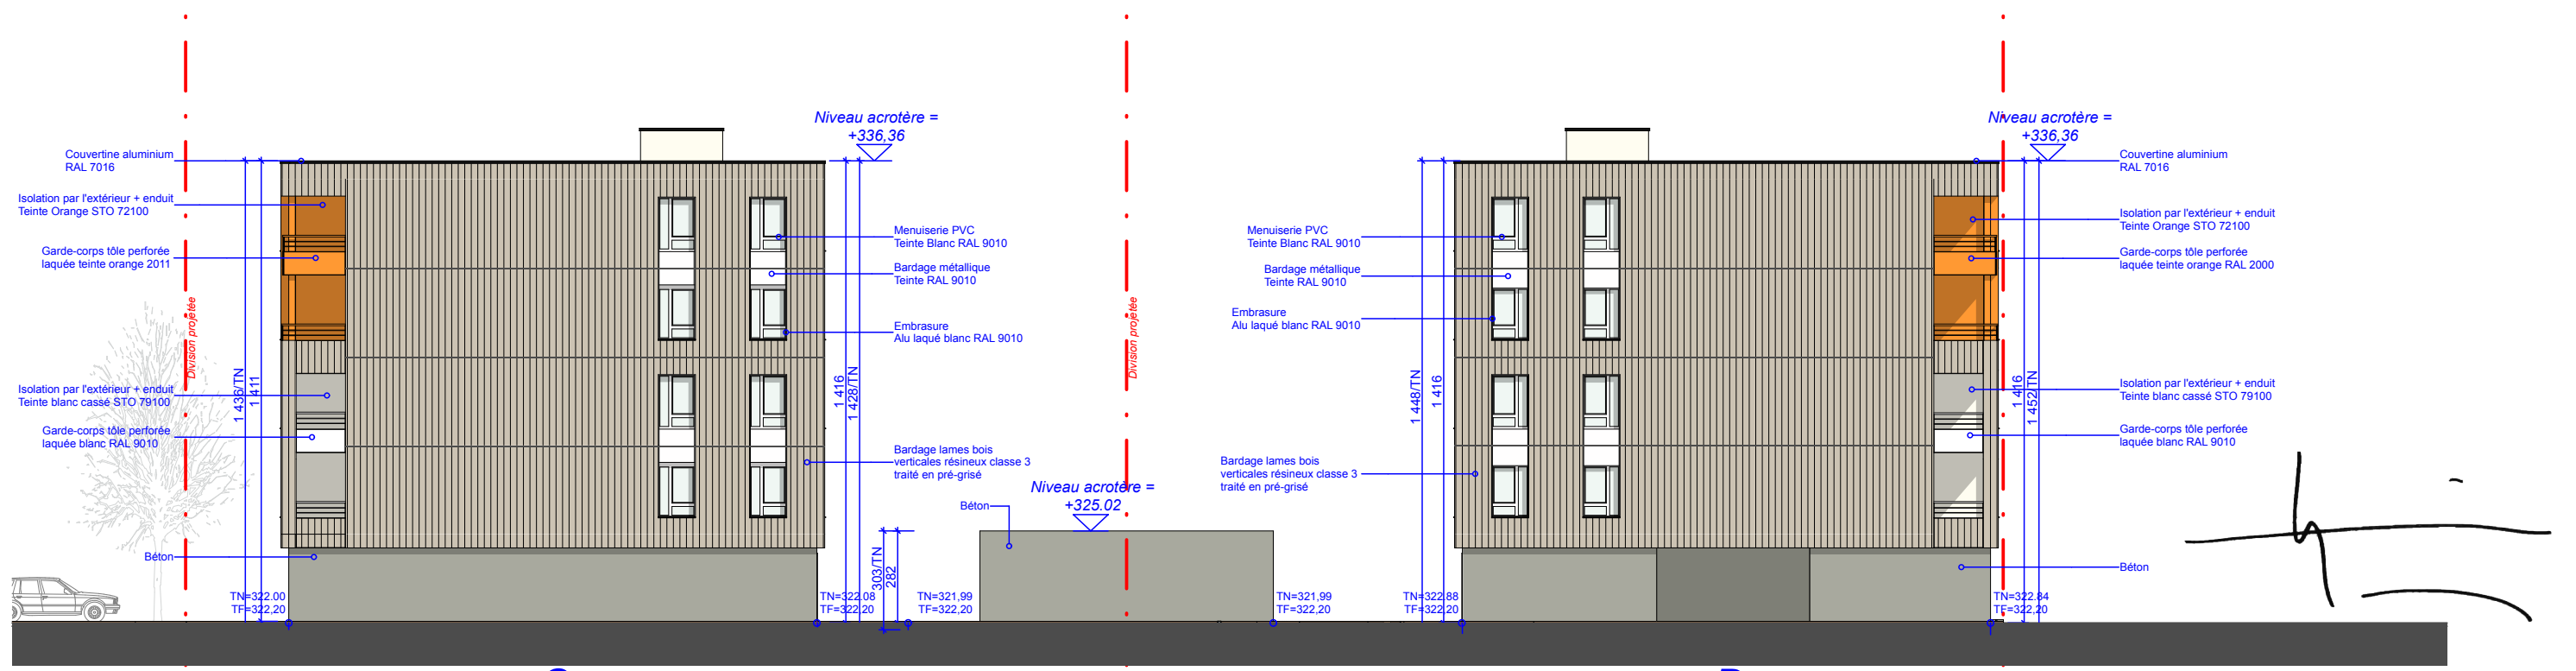 Niveau acrotère =
+336,36
Niveau acrotère =
+336,36
Couvertine aluminium
RAL 7016
Isolation par l'extérieur + enduit
Teinte Orange STO 72100
Garde-corps tôle perforée
laquée teinte orange 2011
Division projetée
Isolation par l'extérieur + enduit
Teinte blanc cassé STO 79100
Garde-corps tôle perforée
laquée blanc RAL 9010
Béton
1 436/TN
1 411
TN=322.00
TF=322,20
Menuiserie PVC
Teinte Blanc RAL 9010
Bardage métallique
Teinte RAL 9010
Embrasure
Alu laqué blanc RAL 9010
1 416
1 428/TN
Bardage lames bois
verticales résineux classe 3
traité en pré-grisé
TN=322.08
TF=322,20
303/TN
282
TN=321,99
TF=322,20
Béton
Niveau acrotère =
+325.02
Division projetée
TN=321,99
TF=322,20
Menuiserie PVC
Teinte Blanc RAL 9010
Bardage métallique
Teinte RAL 9010
Embrasure
Alu laqué blanc RAL 9010
Bardage lames bois
verticales résineux classe 3
traité en pré-grisé
1 448/TN
1 416
TN=322.88
TF=322,20
Couvertine aluminium
RAL 7016
Isolation par l'extérieur + enduit
Teinte Orange STO 72100
Garde-corps tôle perforée
laquée teinte orange RAL 2000
Isolation par l'extérieur + enduit
Teinte blanc cassé STO 79100
Garde-corps tôle perforée
laquée blanc RAL 9010
Béton
1 416
1 452/TN
TN=322.84
TF=322,20